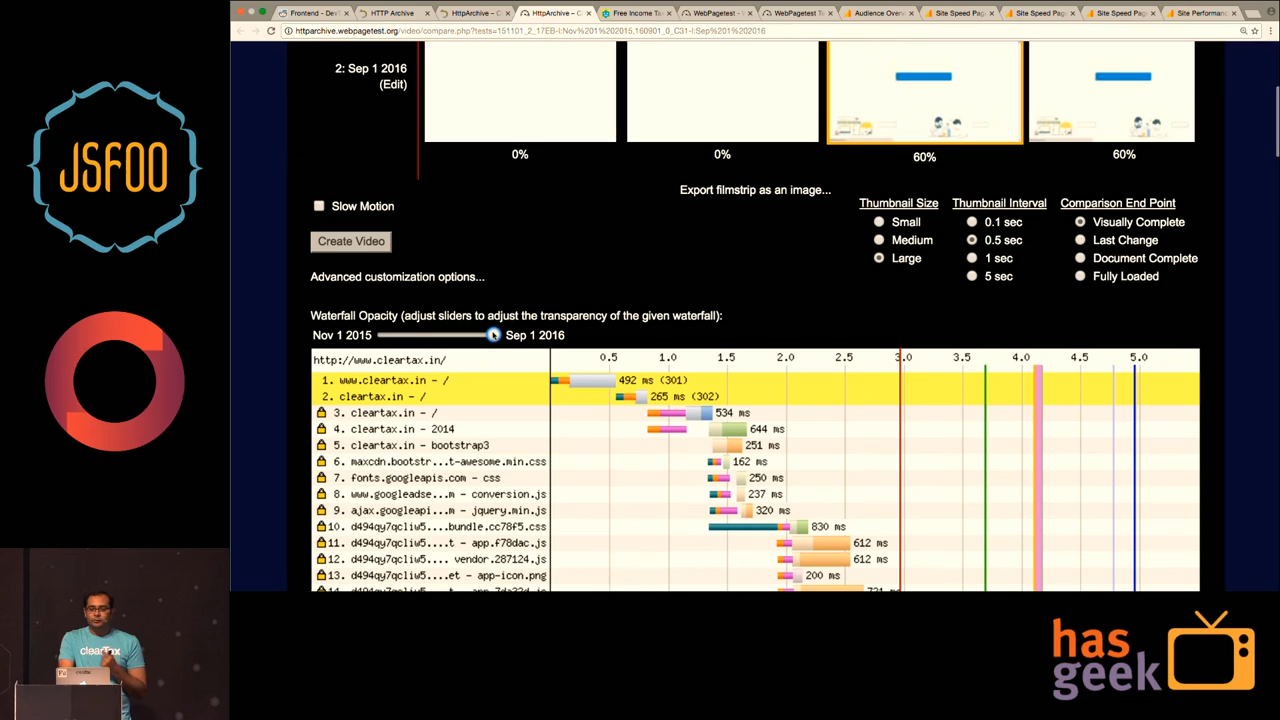 Frontend - DevT
HTTP Archive
HttpArchive - C
HttpArchive - C
Free Income Ta
WebPagetest - V
WebPagetest Te
Audience Overv
Site Speed Pag
Site Speed Pag
Site Speed Pag
Site Performanc
httparchive.webpagetest.org/video/compare.php?tests=151101_2_17EB-l:Nov%201%202015,160901_0_C31-l:Sep%201%202016
2: Sep 1 2016
(Edit)
0%
0%
60%
60%
Export filmstrip as an image...
Slow Motion
Create Video
Advanced customization options...
Thumbnail Size
Small
Medium
Large
Thumbnail Interval
0.1 sec
0.5 sec
1 sec
5 sec
Comparison End Point
Visually Complete
Last Change
Document Complete
Fully Loaded
Waterfall Opacity (adjust sliders to adjust the transparency of the given waterfall):
Nov 1 2015
Sep 1 2016
http://www.cleartax.in/
0.5 1.0 1.5 2.0 2.5 3.0 3.5 4.0 4.5 5.0
1. www.cleartax.in - / 492 ms (301)
2. cleartax.in - / 265 ms (302)
3. cleartax.in - / 534 ms
4. cleartax.in - 2014 644 ms
5. cleartax.in - bootstrap3 251 ms
6. maxcdn.bootstr...t-awesome.min.css 162 ms
7. fonts.googleapis.com - css 250 ms
8. www.googleadse...m - conversion.js 237 ms
9. ajax.googleapi...m - jquery.min.js 320 ms
10. d494qy7qcliw5....bundle.cc78f5.css 830 ms
11. d494qy7qcliw5....t - app.f78dac.js 612 ms
12. d494qy7qcliw5.... vendor.287124.js 612 ms
13. d494qy7qcliw5....et - app-icon.png 200 ms
JSFOO
clearTax
has
geek